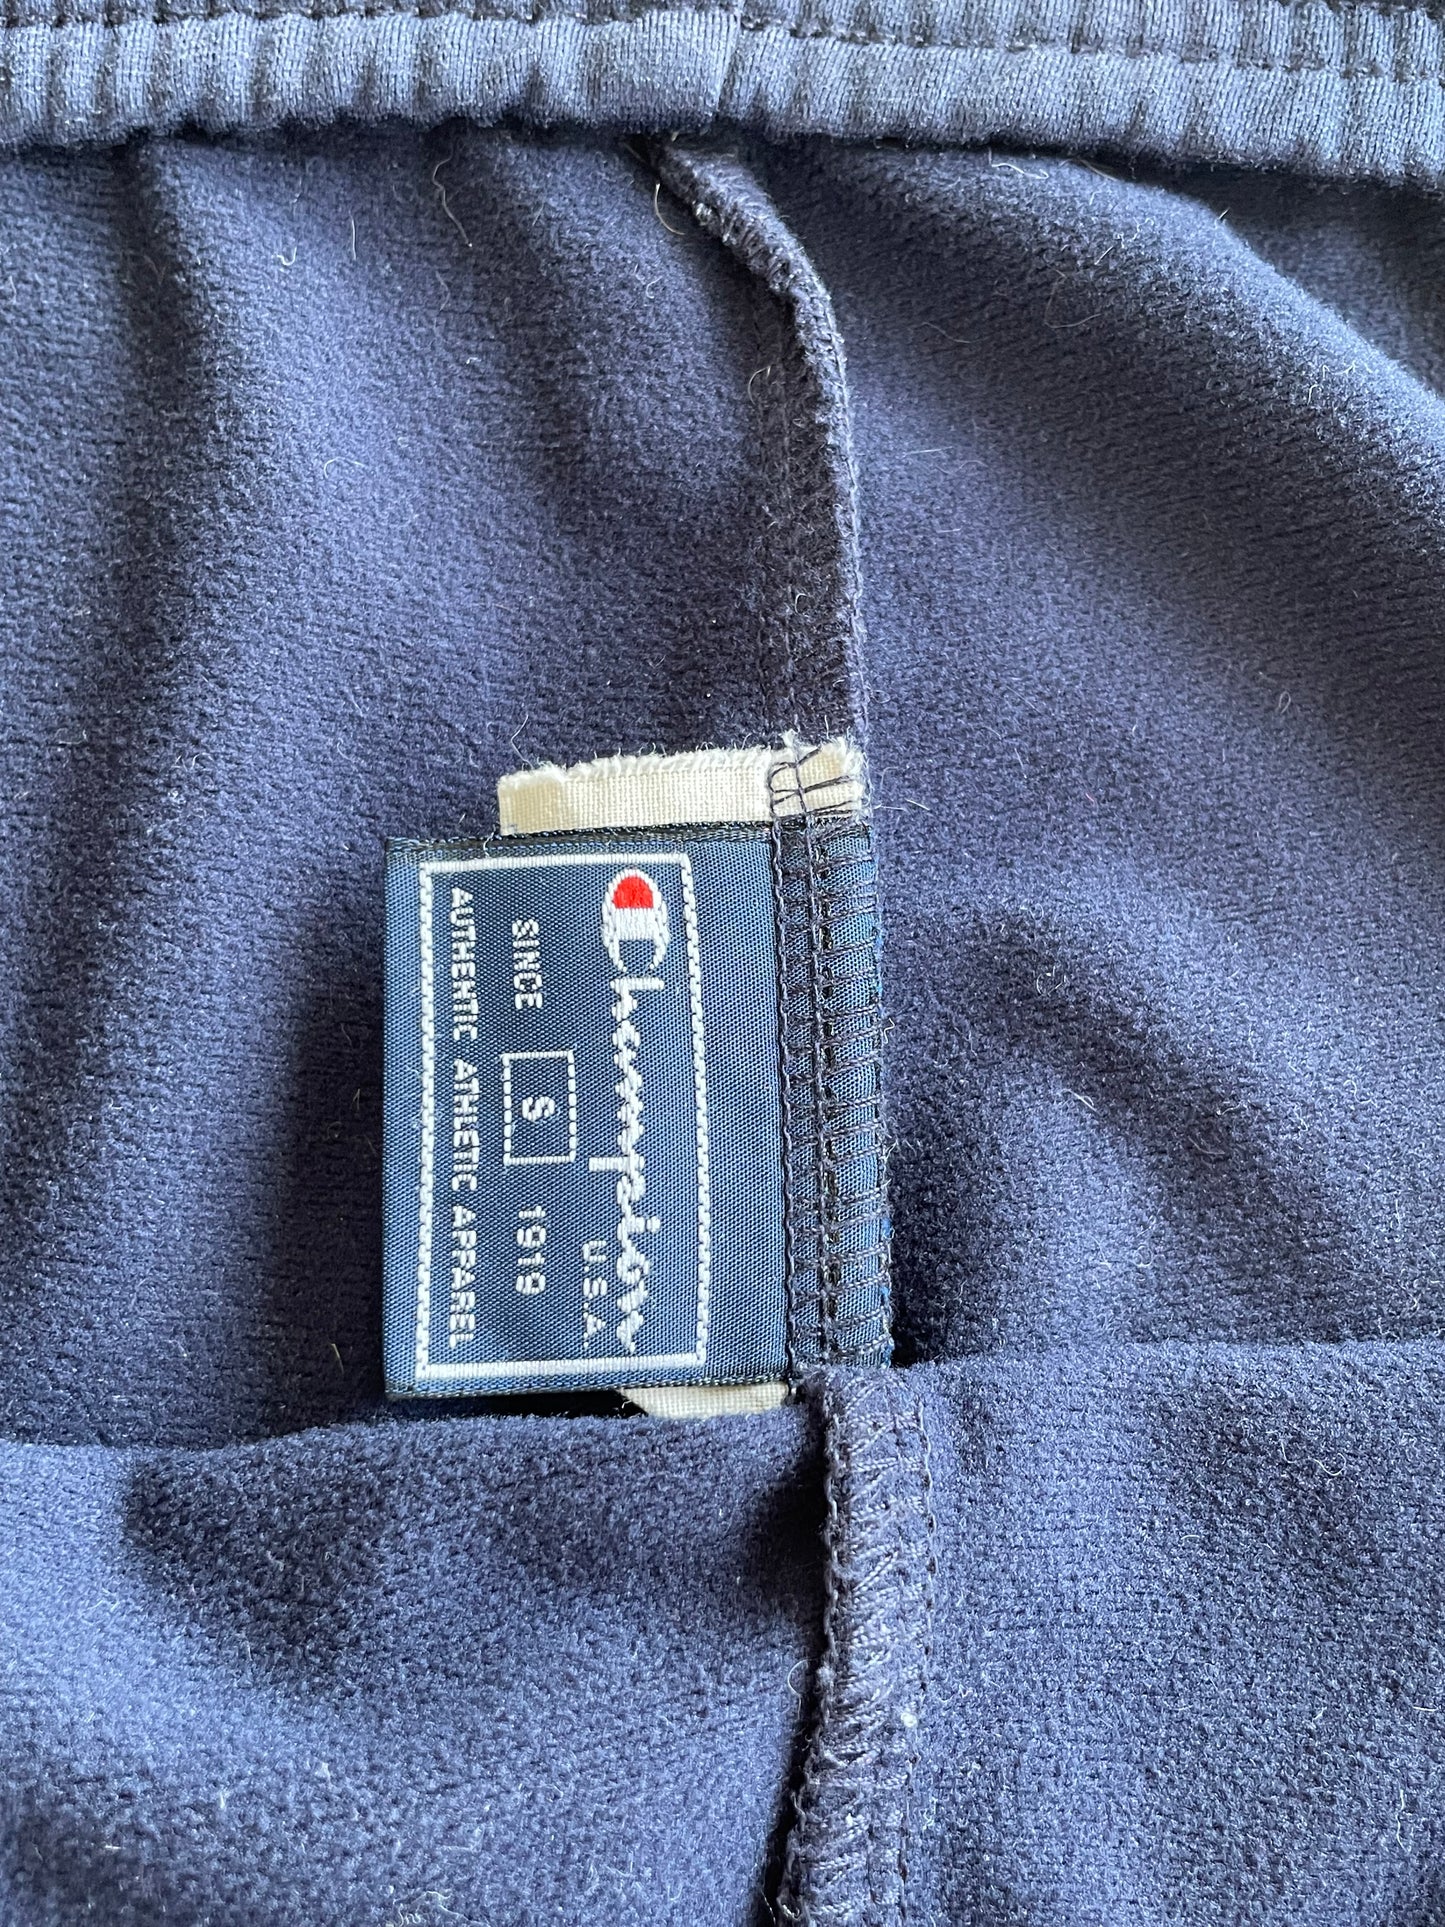 Champion
U.S.A.
SINCE S 1919
AUTHENTIC ATHLETIC APPAREL